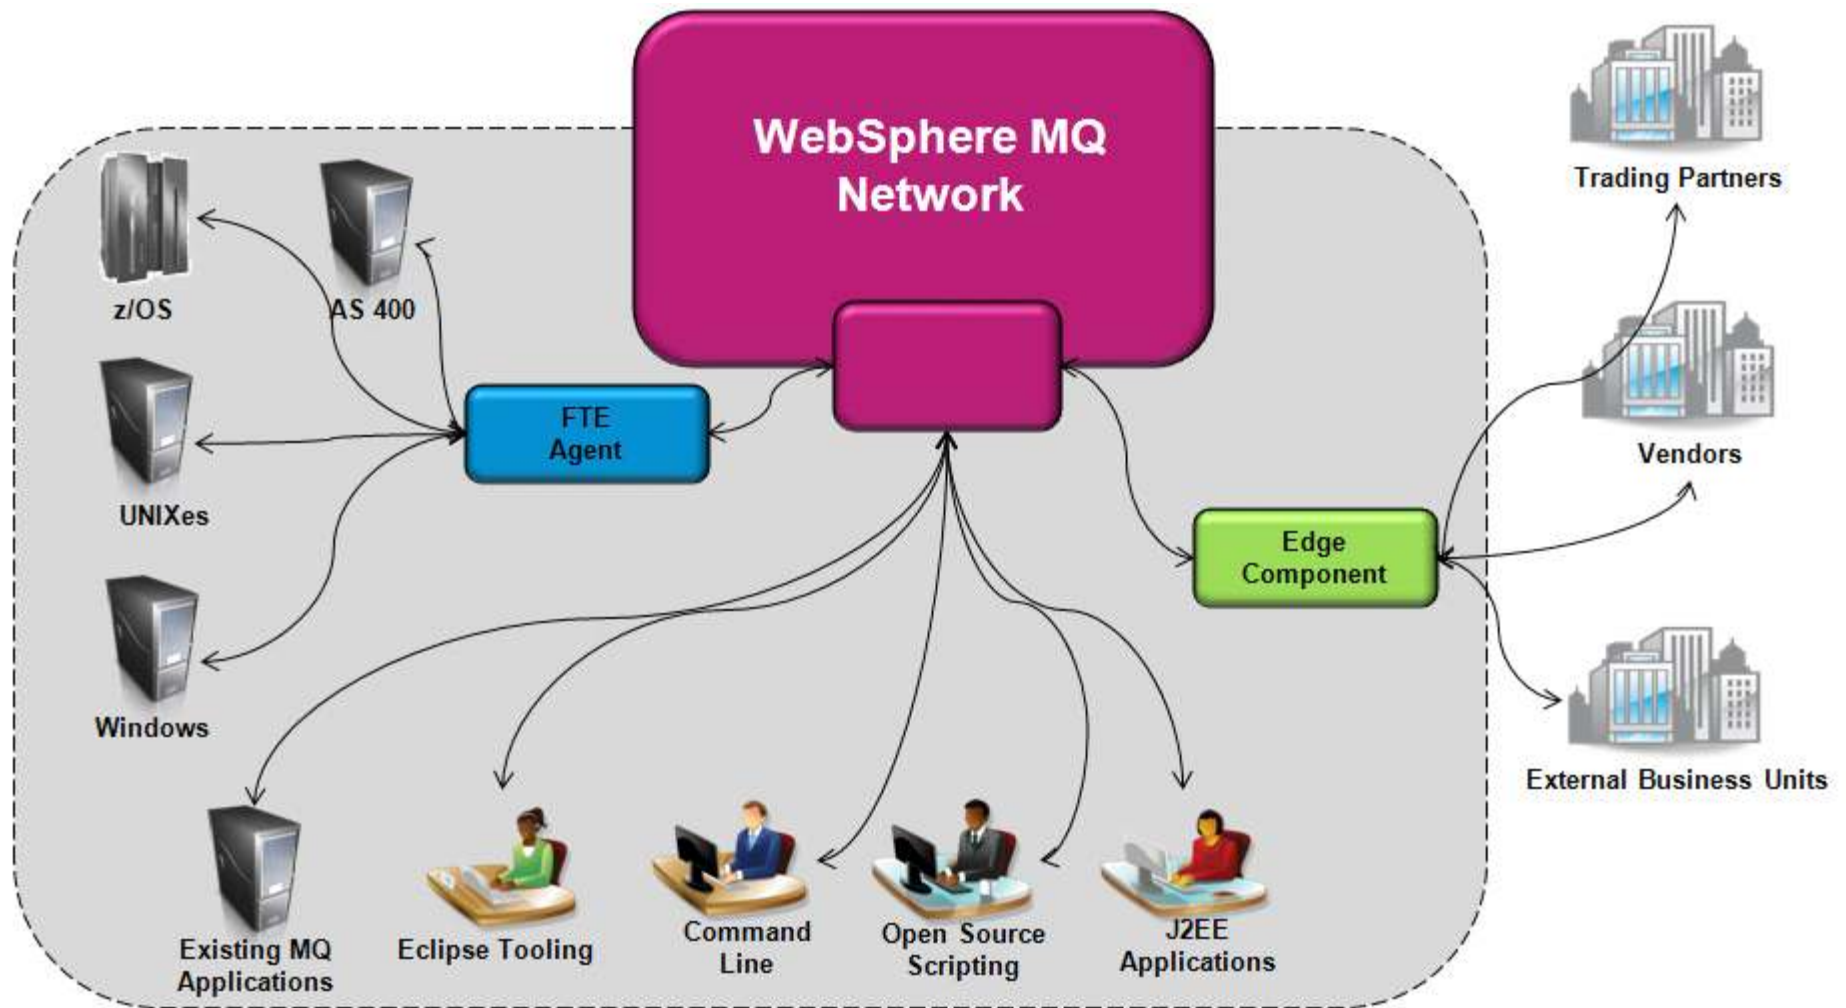 WebSphere MQ
Network
Trading Partners
z/OS
AS 400
FTE
Agent
Vendors
UNIXes
Edge
Component
Windows
External Business Units
Existing MQ
Applications
Eclipse Tooling
Command
Line
Open Source
Scripting
J2EE
Applications